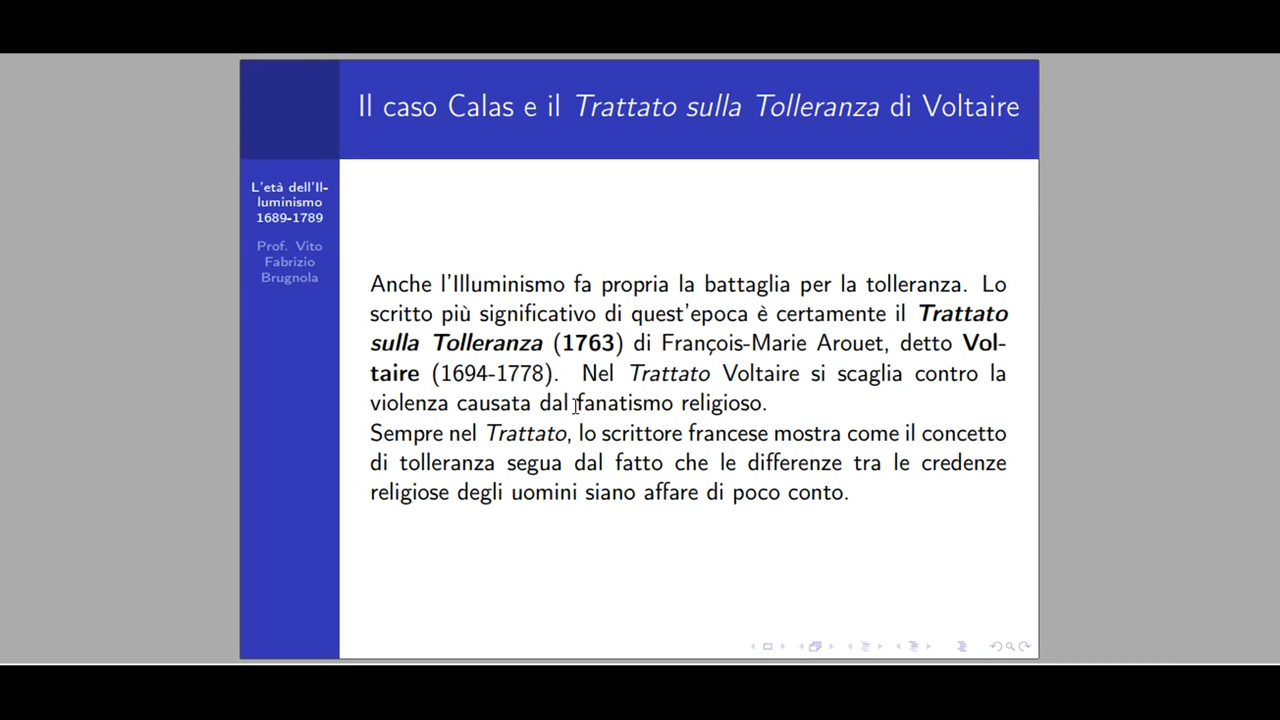 Il caso Calas e il Trattato sulla Tolleranza di Voltaire
L'età dell'Il-
luminismo
1689-1789
Prof. Vito
Fabrizio
Brugnola
Anche l'Illuminismo fa propria la battaglia per la tolleranza. Lo
scritto più significativo di quest'epoca è certamente il Trattato
sulla Tolleranza (1763) di François-Marie Arouet, detto Vol-
taire (1694-1778). Nel Trattato Voltaire si scaglia contro la
violenza causata dal fanatismo religioso.
Sempre nel Trattato, lo scrittore francese mostra come il concetto
di tolleranza segua dal fatto che le differenze tra le credenze
religiose degli uomini siano affare di poco conto.